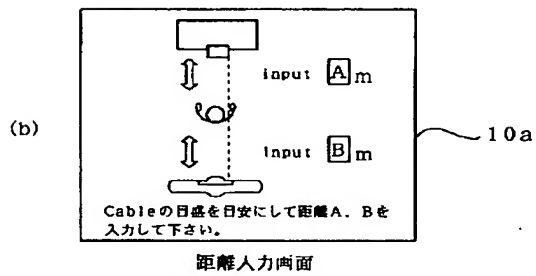 (b)
input A m
input B m
10a
Cableの目盛を目安にして距離A、Bを
入力して下さい。
距離入力画面